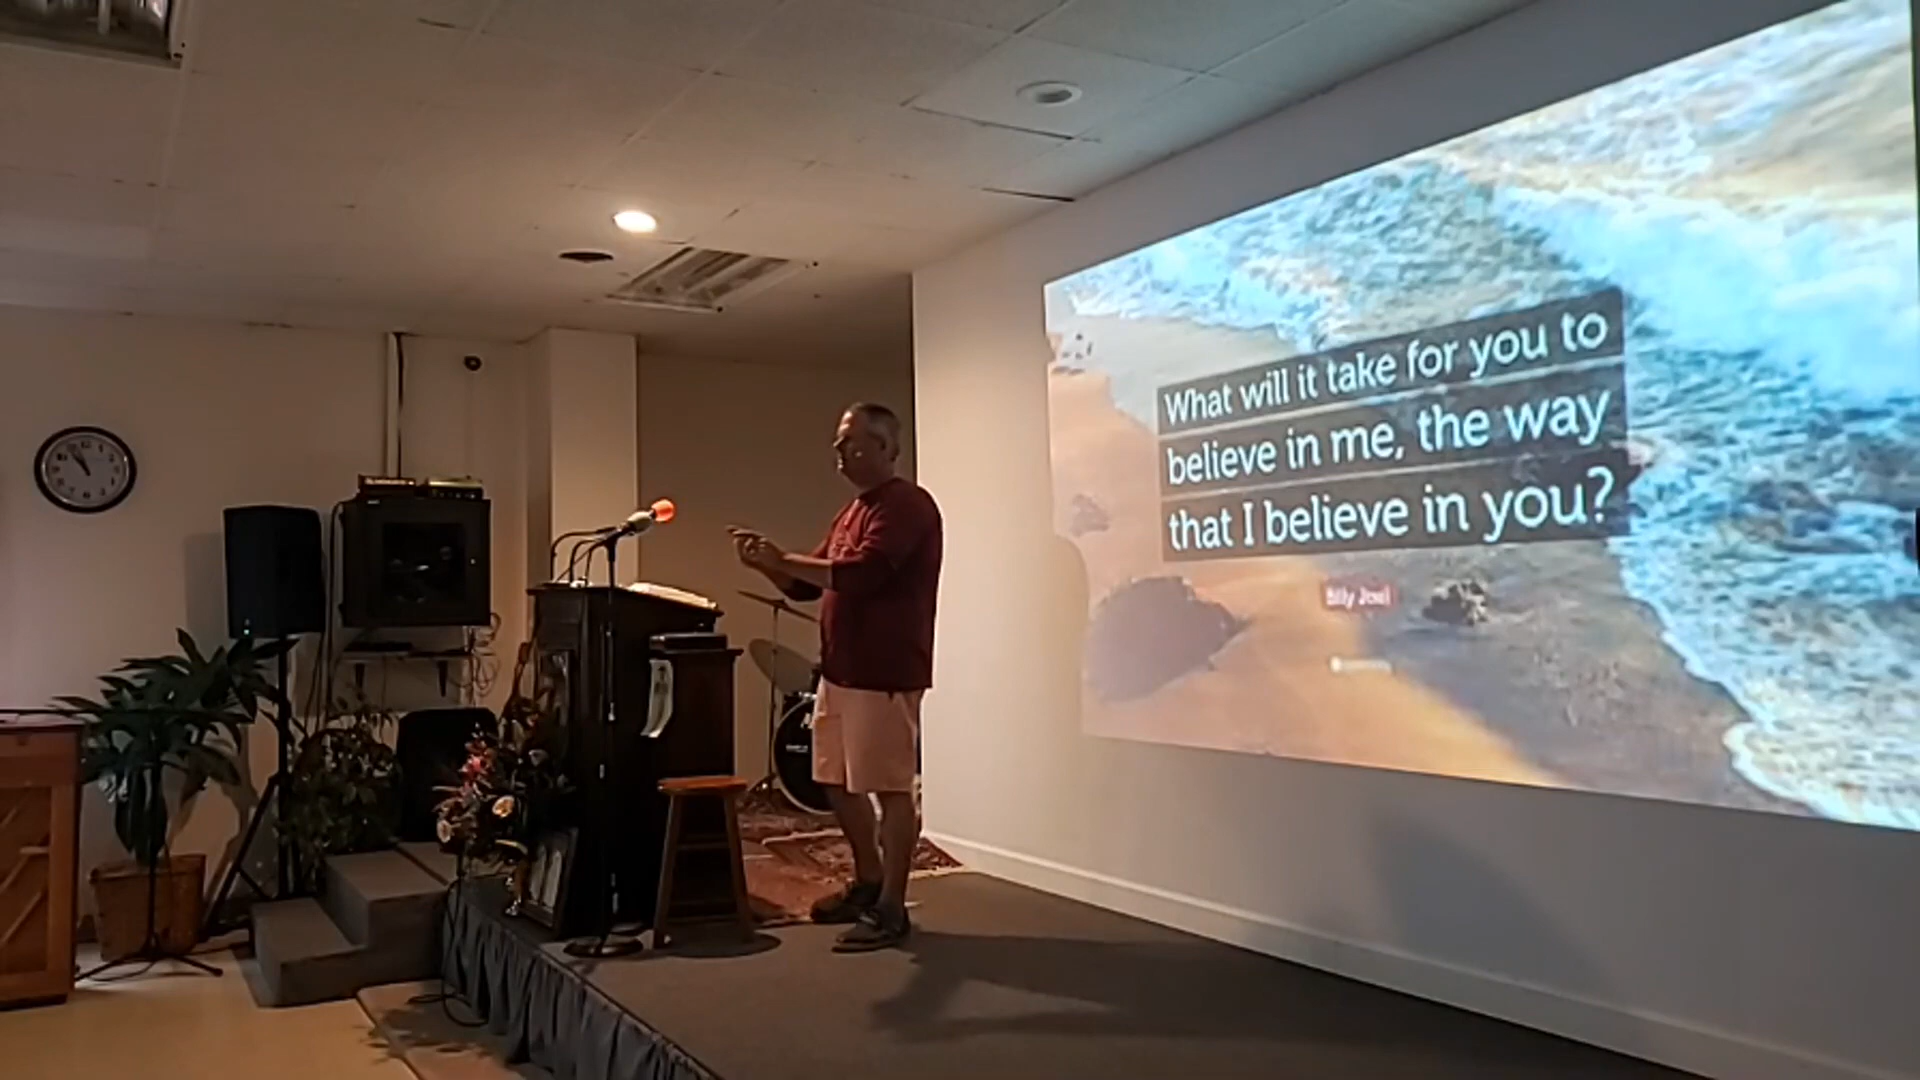 What will it take for you to
believe in me, the way
that I believe in you?
Billy Joel